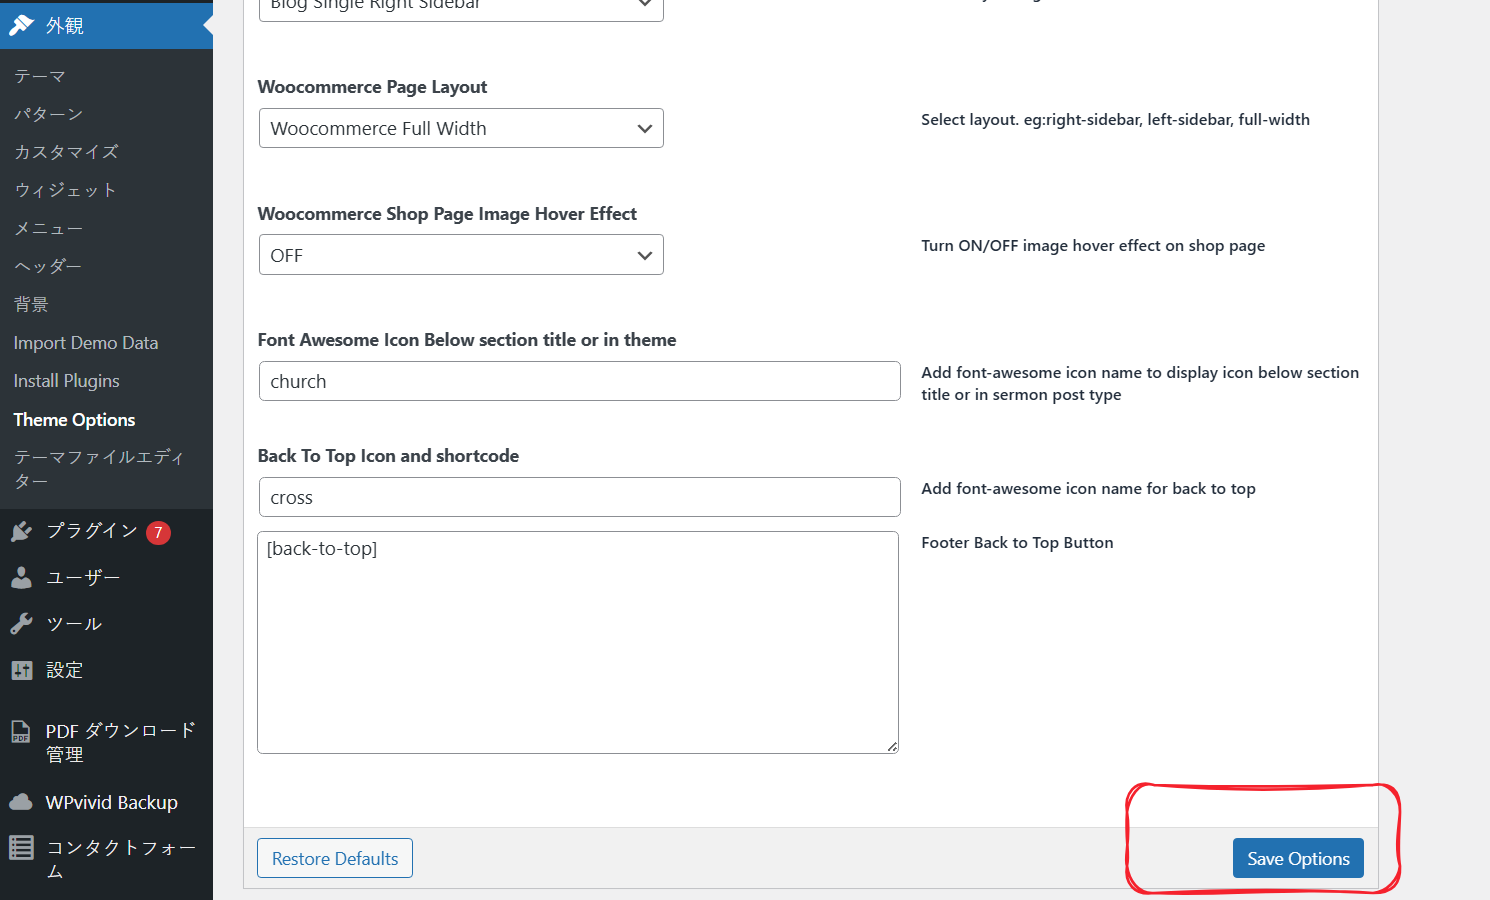 外観
テーマ
パターン
カスタマイズ
ウィジェット
メニュー
ヘッダー
背景
Import Demo Data
Install Plugins
Theme Options
テーマファイルエディ
ター
プラグイン 7
ユーザー
ツール
設定
PDF ダウンロード
管理
WPvivid Backup
コンタクトフォー
ム
Blog Single Right Sidebar
Woocommerce Page Layout
Woocommerce Full Width
Select layout. eg:right-sidebar, left-sidebar, full-width
Woocommerce Shop Page Image Hover Effect
OFF
Turn ON/OFF image hover effect on shop page
Font Awesome Icon Below section title or in theme
church
Add font-awesome icon name to display icon below section
title or in sermon post type
Back To Top Icon and shortcode
cross
Add font-awesome icon name for back to top
[back-to-top]
Footer Back to Top Button
Restore Defaults
Save Options